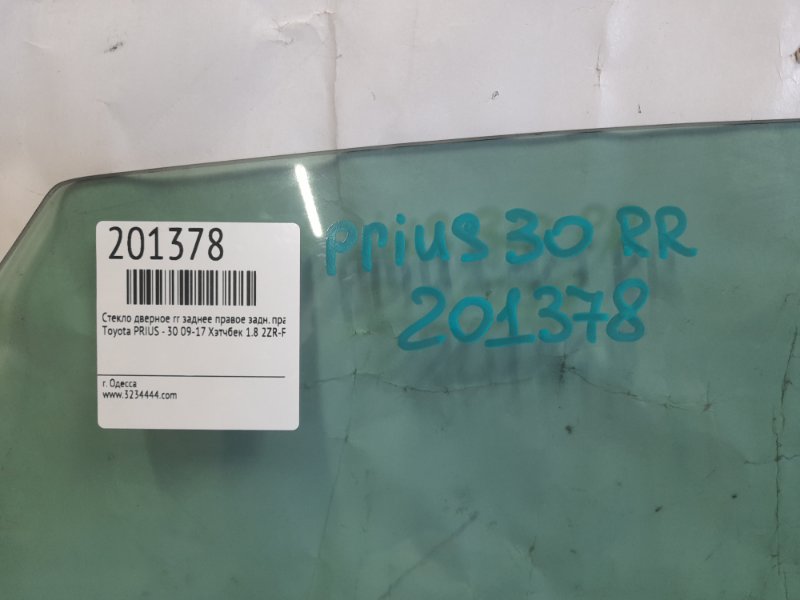 201378
Стекло дверное rr заднее правое задн. пра
Toyota PRIUS - 30 09-17 Хэтчбек 1.8 2ZR-F
г. Одесса
www.3234444.com
Prius 30 RR
201378